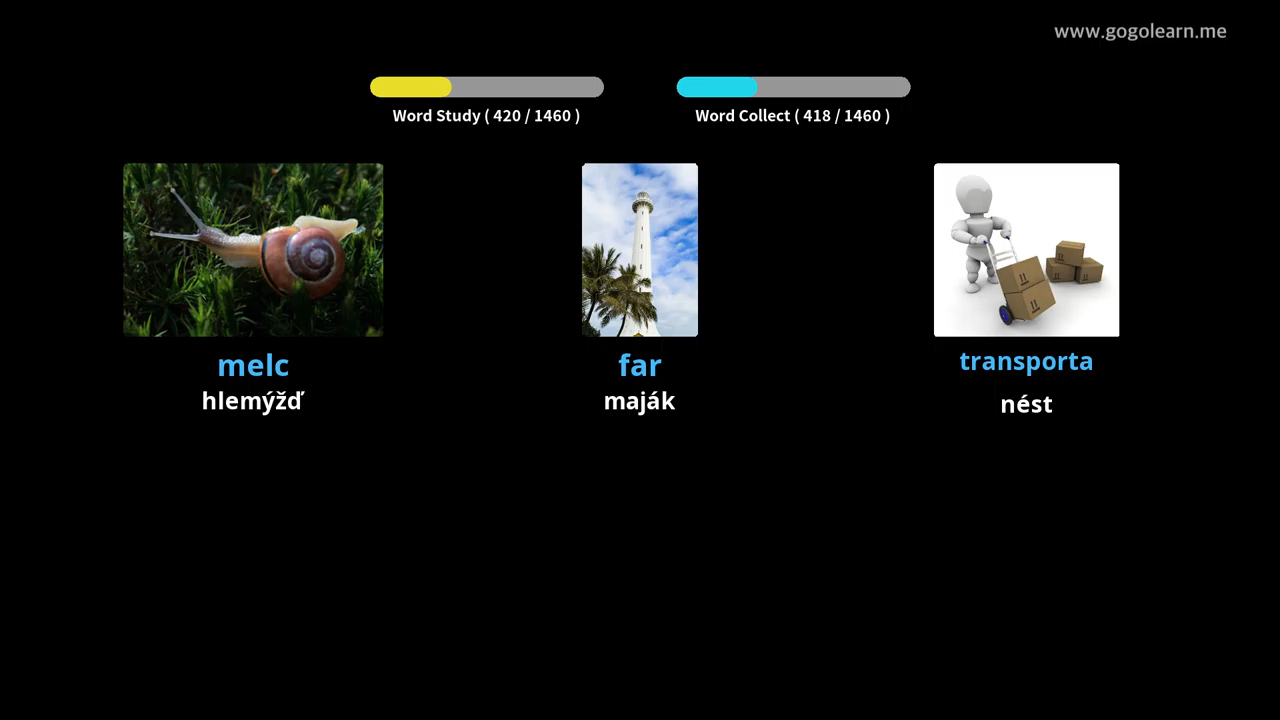 www.gogolearn.me
Word Study ( 420 / 1460 )
Word Collect ( 418 / 1460 )
melc
hlemýžď
far
maják
transporta
nést